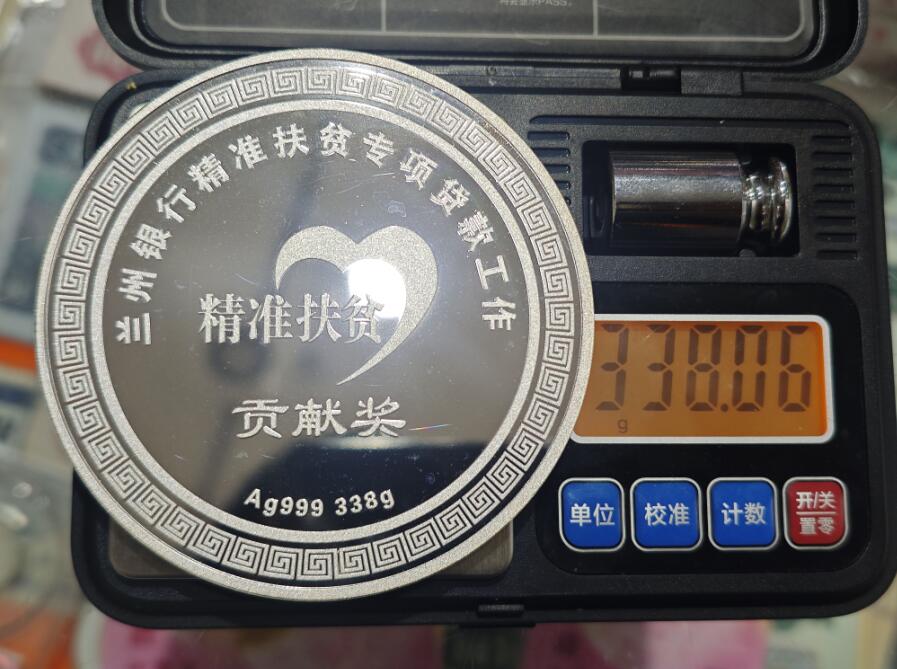 兰州银行精准扶贫专项贷款工作
精准扶贫
贡献奖
Ag999 338g
338.06
g
单位
校准
计数
开/关
置零